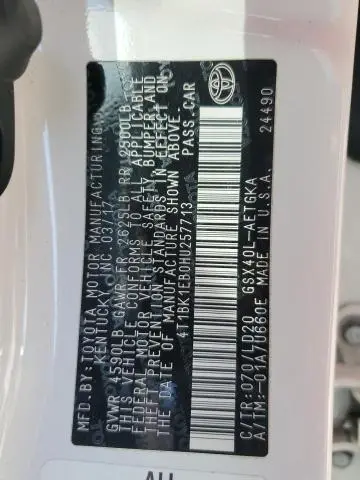 MFD.BY:TOYOTA MOTOR MANUFACTURING,
KENTUCKY, INC. 03/17
GVWR 4590LB GAWR FR 2625LB RR 2500LB
THIS VEHICLE CONFORMS TO ALL APPLICABLE
FEDERAL MOTOR VEHICLE SAFETY, BUMPER,AND
THEFT PREVENTION STANDARDS IN EFFECT ON
THE DATE OF MANUFACTURE SHOWN ABOVE.
4T1BK1EB0HU257713 PASS.CAR
C/TR:070/LD20 GSX40L-AETGKA
A/TM:-01A/U660E MADE IN U.S.A. 24490
TOYOTA